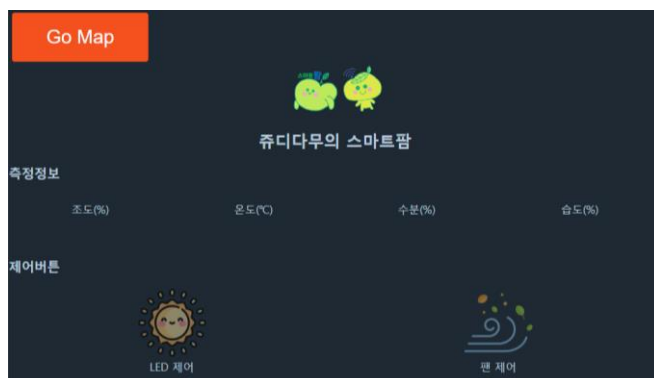 Go Map
쥬디다무의 스마트팜
측정정보
조도(%) 온도(℃) 수분(%) 습도(%)
제어버튼
LED 제어 팬 제어